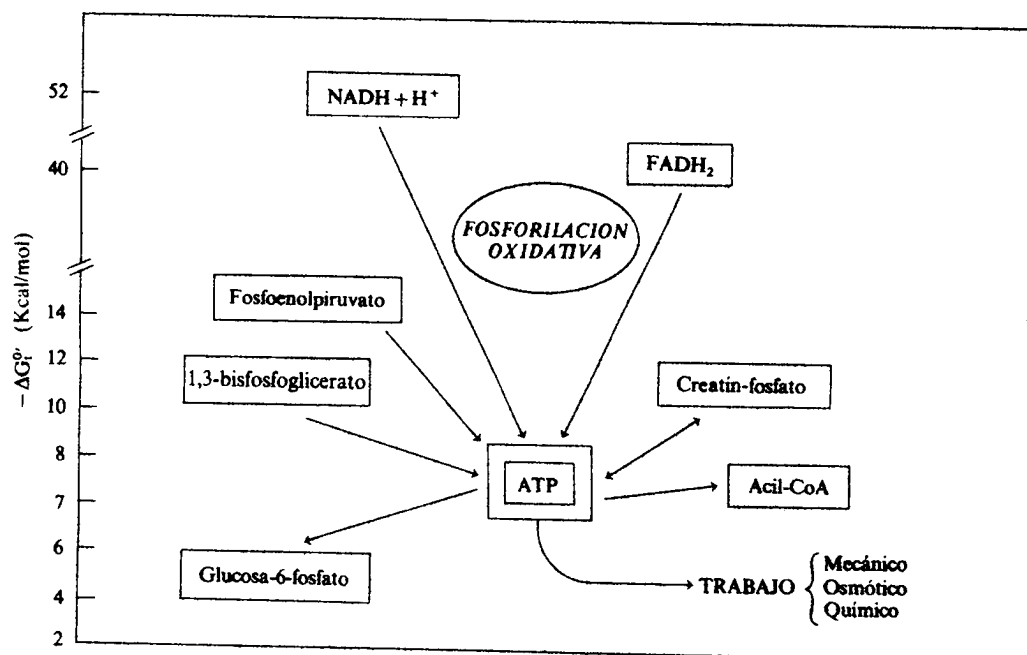 52
40
14
12
10
8
7
6
4
2
−ΔG₁⁰′ (Kcal/mol)
NADH + H⁺
FADH₂
FOSFORILACION
OXIDATIVA
Fosfoenolpiruvato
1,3-bisfosfoglicerato
Creatín-fosfato
ATP
Acil-CoA
Glucosa-6-fosfato
TRABAJO
Mecánico
Osmótico
Químico